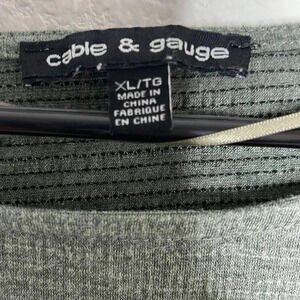 cable & gauge
XL/TG
MADE IN
CHINA
FABRIQUE
EN CHINE